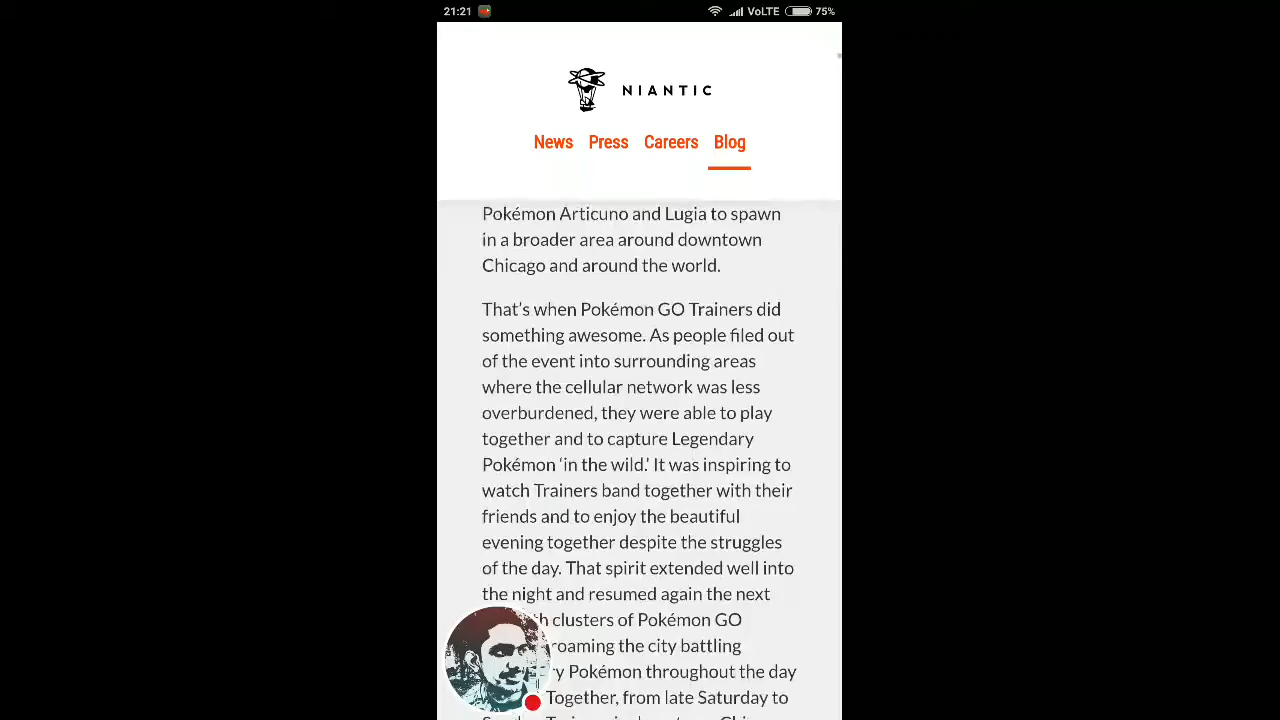 21:21 VoLTE 75%
NIANTIC
News Press Careers Blog
Pokémon Articuno and Lugia to spawn
in a broader area around downtown
Chicago and around the world.
That’s when Pokémon GO Trainers did
something awesome. As people filed out
of the event into surrounding areas
where the cellular network was less
overburdened, they were able to play
together and to capture Legendary
Pokémon ‘in the wild.’ It was inspiring to
watch Trainers band together with their
friends and to enjoy the beautiful
evening together despite the struggles
of the day. That spirit extended well into
the night and resumed again the next
clusters of Pokémon GO
roaming the city battling
Pokémon throughout the day
Together, from late Saturday to